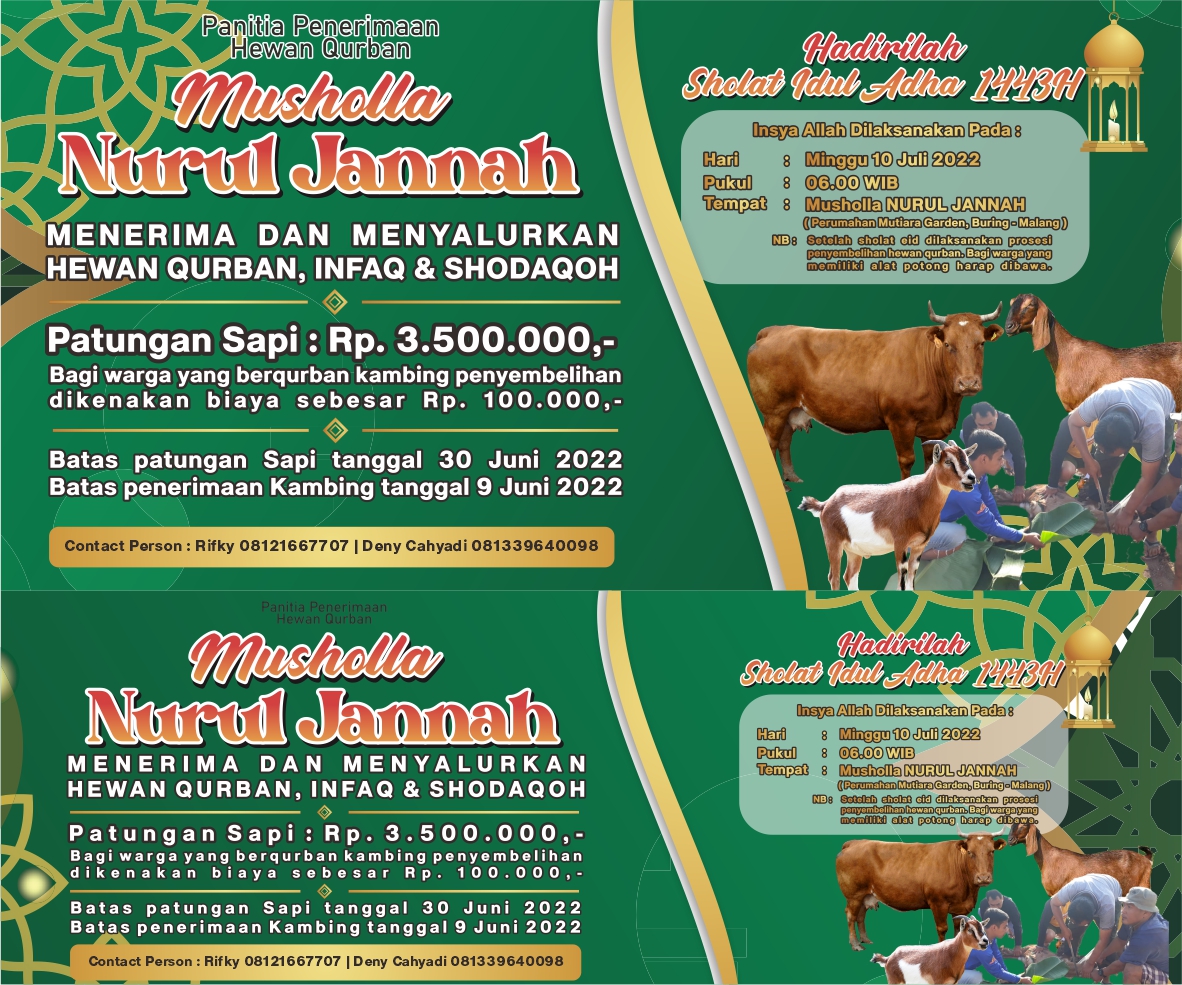 Panitia Penerimaan
Hewan Qurban
Musholla
Nurul Jannah
MENERIMA DAN MENYALURKAN
HEWAN QURBAN, INFAQ & SHODAQOH
Patungan Sapi : Rp. 3.500.000,-
Bagi warga yang berqurban kambing penyembelihan
dikenakan biaya sebesar Rp. 100.000,-
Batas patungan Sapi tanggal 30 Juni 2022
Batas penerimaan Kambing tanggal 9 Juni 2022
Contact Person : Rifky 08121667707 | Deny Cahyadi 081339640098
Hadirilah
Sholat Idul Adha 1443H
Insya Allah Dilaksanakan Pada :
Hari : Minggu 10 Juli 2022
Pukul : 06.00 WIB
Tempat : Musholla NURUL JANNAH
(Perumahan Mutiara Garden, Buring - Malang)
NB : Setelah sholat eid dilaksanakan prosesi
penyembelihan hewan qurban. Bagi warga yang
memiliki alat potong harap dibawa.
Panitia Penerimaan
Hewan Qurban
Musholla
Nurul Jannah
MENERIMA DAN MENYALURKAN
HEWAN QURBAN, INFAQ & SHODAQOH
Patungan Sapi : Rp. 3.500.000,-
Bagi warga yang berqurban kambing penyembelihan
dikenakan biaya sebesar Rp. 100.000,-
Batas patungan Sapi tanggal 30 Juni 2022
Batas penerimaan Kambing tanggal 9 Juni 2022
Contact Person : Rifky 08121667707 | Deny Cahyadi 081339640098
Hadirilah
Sholat Idul Adha 1443H
Insya Allah Dilaksanakan Pada :
Hari : Minggu 10 Juli 2022
Pukul : 06.00 WIB
Tempat : Musholla NURUL JANNAH
(Perumahan Mutiara Garden, Buring - Malang)
NB : Setelah sholat eid dilaksanakan prosesi
penyembelihan hewan qurban. Bagi warga yang
memiliki alat potong harap dibawa.